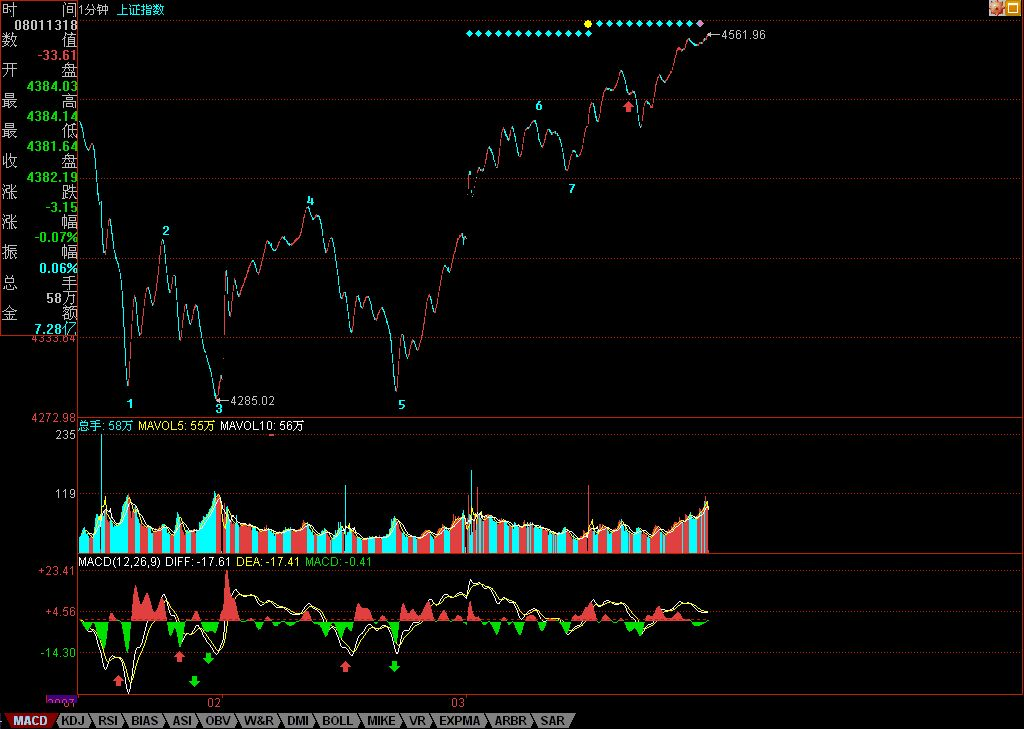 时 间
08011318
数 值
-33.61
开 盘
4384.03
最 高
4384.14
最 低
4381.64
收 盘
4382.19
涨 跌
-3.15
涨 幅
-0.07%
振 幅
0.06%
总 手
58万
金 额
7.28亿
1分钟 上证指数
4561.96
6
7
2
4
1
3
4285.02
5
4333.64
4272.98
总手: 58万 MAVOL5: 55万 MAVOL10: 56万
235
119
MACD(12,26,9) DIFF: -17.61 DEA: -17.41 MACD: -0.41
+23.41
+4.56
-14.30
02 03
MACD KDJ RSI BIAS ASI OBV W&R DMI BOLL MIKE VR EXPMA ARBR SAR